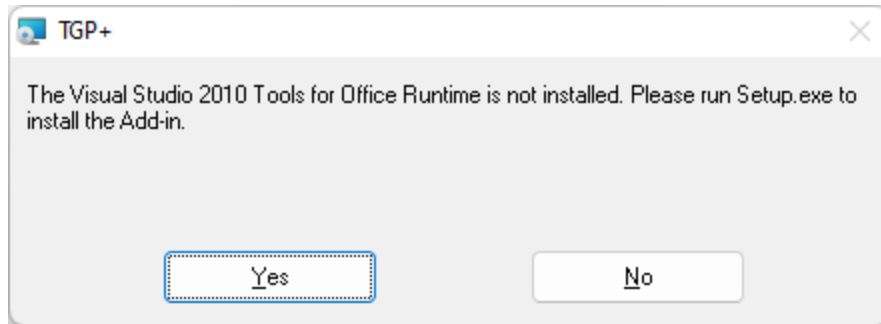 TGP+
The Visual Studio 2010 Tools for Office Runtime is not installed. Please run Setup.exe to
install the Add-in.
Yes
No